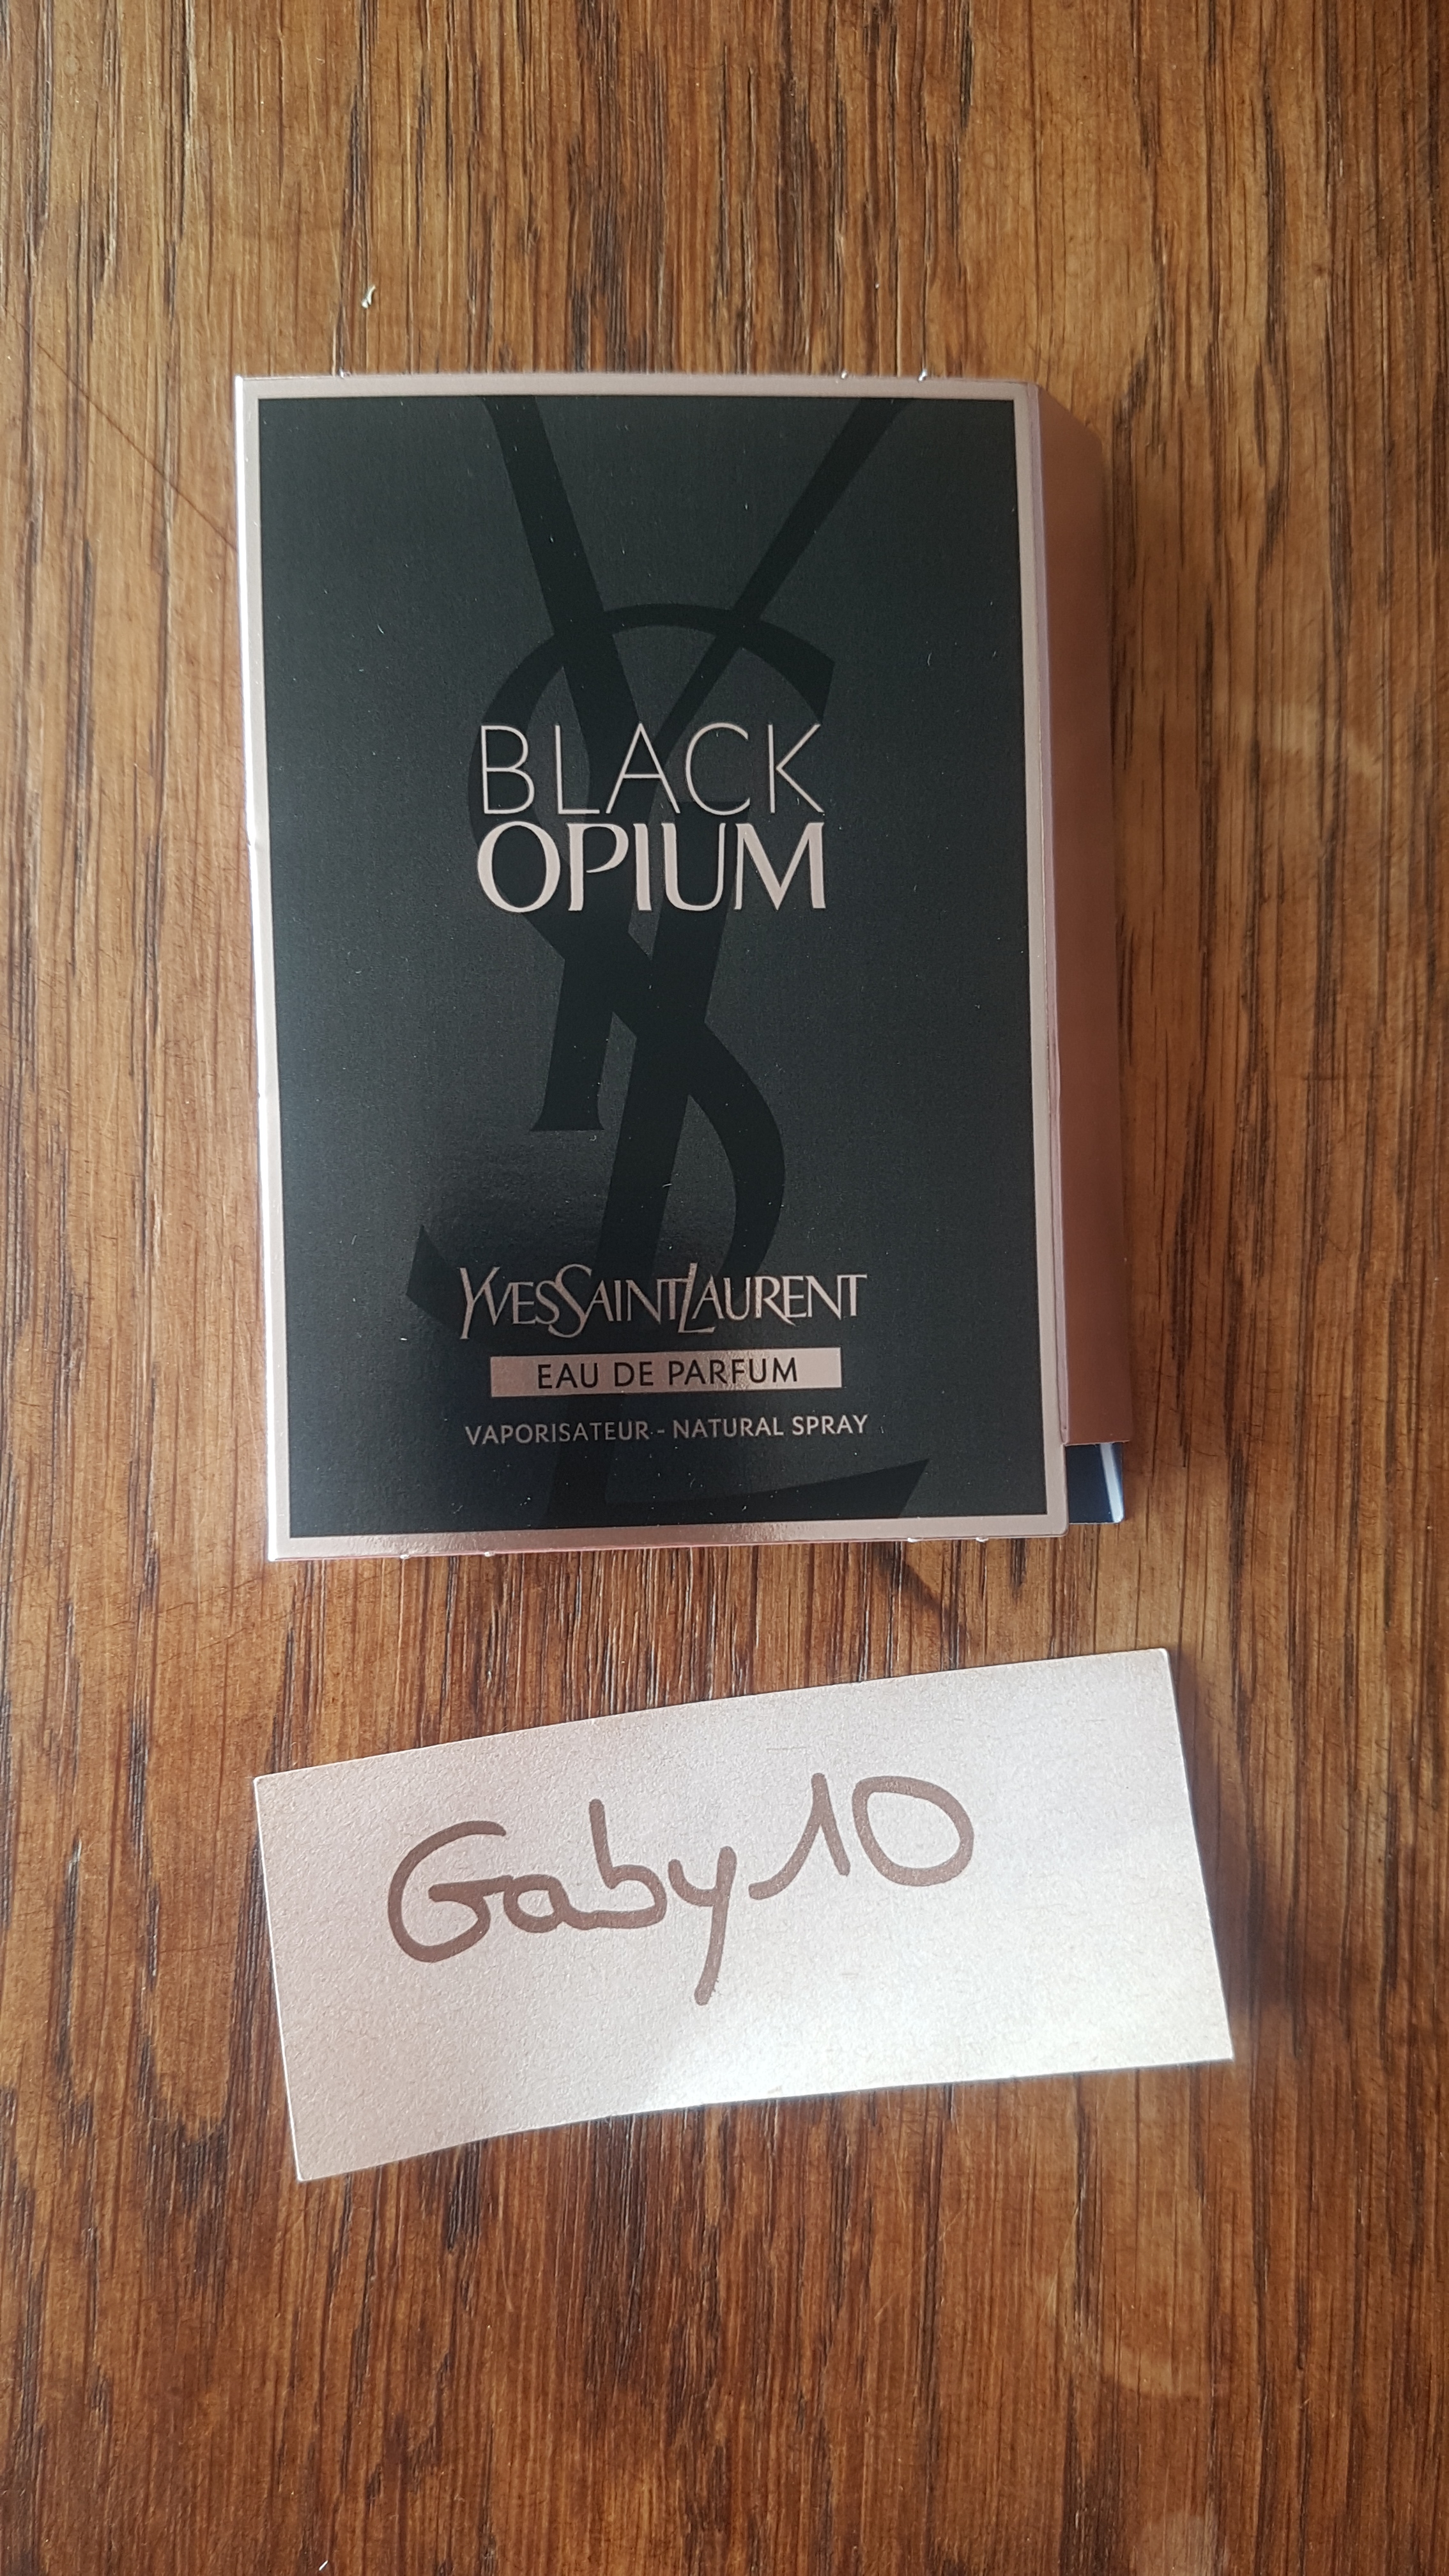 BLACK
OPIUM
YVESSAINTLAURENT
EAU DE PARFUM
VAPORISATEUR - NATURAL SPRAY
Gaby10